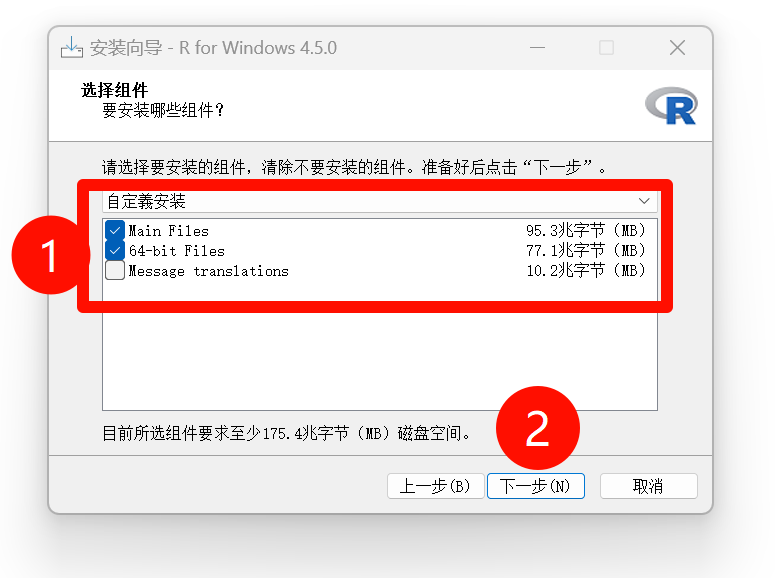 安装向导 - R for Windows 4.5.0
选择组件
要安装哪些组件？
R
请选择要安装的组件，清除不要安装的组件。准备好后点击“下一步”。
自定義安装
Main Files 95.3兆字节（MB）
64-bit Files 77.1兆字节（MB）
Message translations 10.2兆字节（MB）
1
目前所选组件要求至少175.4兆字节（MB）磁盘空间。
2
上一步(B) 下一步(N) 取消